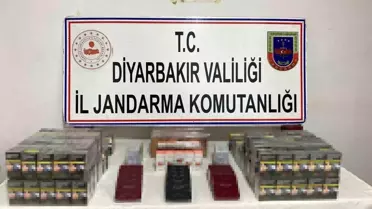 T.C.
DİYARBAKIR VALİLİĞİ
İL JANDARMA KOMUTANLIĞI